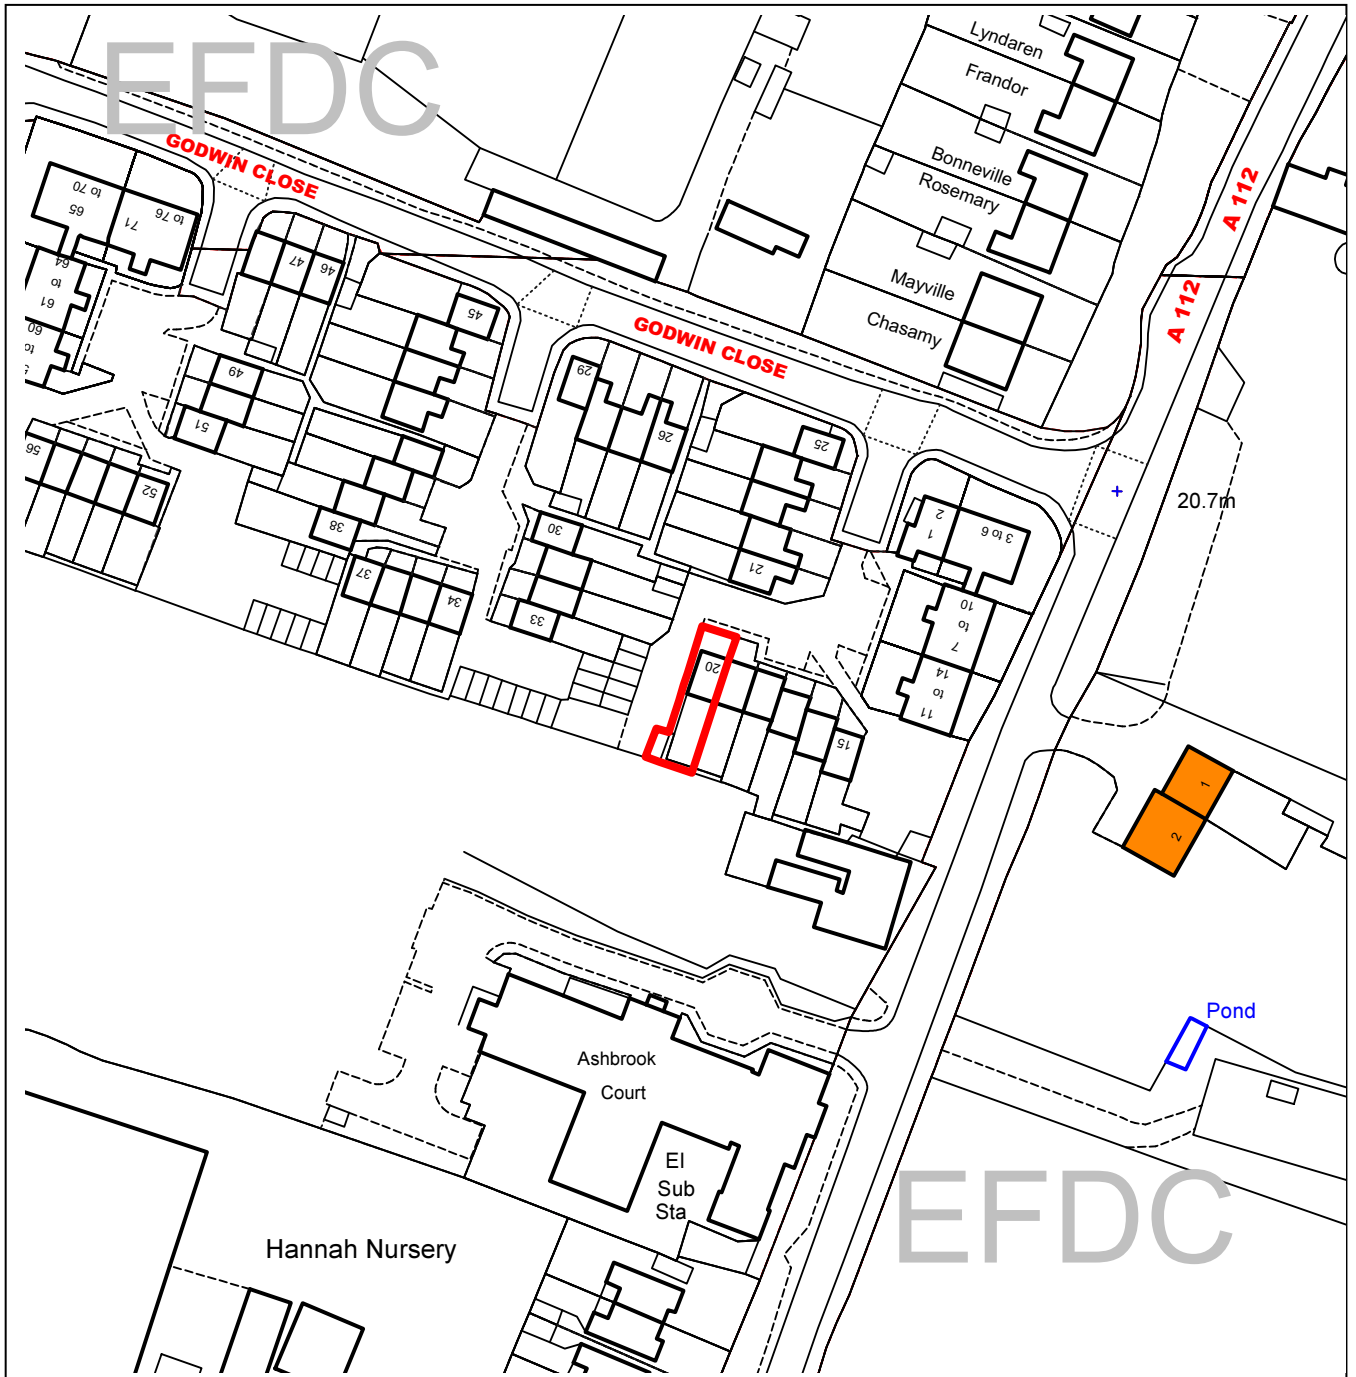 EFDC
Lyndaren
Frandor
GODWIN CLOSE
Bonneville
Rosemary
A 112
65 to 70
71 to 76
64 to 61
60 to
47
46
45
Mayville
Chasamy
A 112
GODWIN CLOSE
29
26
25
49
51
56
52
38
37
34
30
33
21
2
1
3 to 6
20.7m
10 to 7
14 to 11
20
15
1
2
Pond
Ashbrook
Court
El
Sub
Sta
EFDC
Hannah Nursery